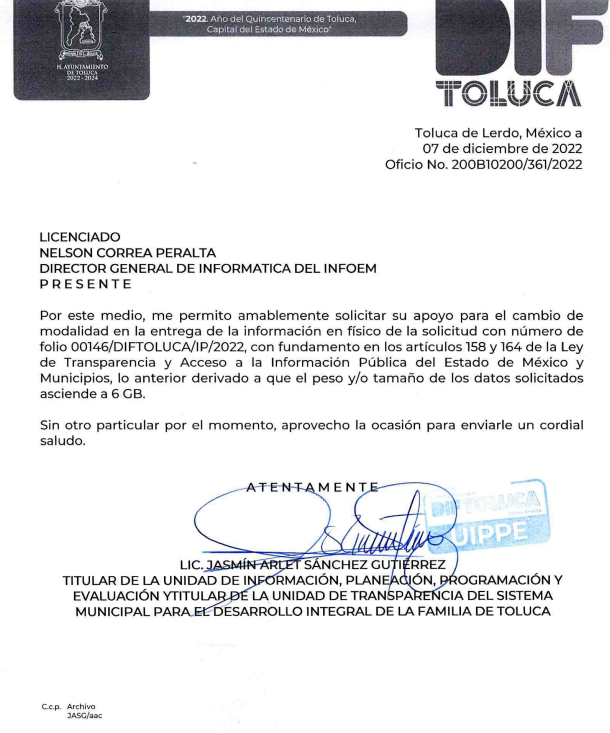 "2022. Año del Quincentenario de Toluca,
Capital del Estado de México"
H. AYUNTAMIENTO
DE TOLUCA
2022 - 2024
DIF
TOLUCA
Toluca de Lerdo, México a
07 de diciembre de 2022
Oficio No. 200B10200/361/2022
LICENCIADO
NELSON CORREA PERALTA
DIRECTOR GENERAL DE INFORMATICA DEL INFOEM
P R E S E N T E
Por este medio, me permito amablemente solicitar su apoyo para el cambio de
modalidad en la entrega de la información en físico de la solicitud con número de
folio 00146/DIFTOLUCA/IP/2022, con fundamento en los artículos 158 y 164 de la Ley
de Transparencia y Acceso a la Información Pública del Estado de México y
Municipios, lo anterior derivado a que el peso y/o tamaño de los datos solicitados
asciende a 6 GB.
Sin otro particular por el momento, aprovecho la ocasión para enviarle un cordial
saludo.
A T E N T A M E N T E
DIF TOLUCA
UIPPE
LIC. JASMÍN ARLET SÁNCHEZ GUTIÉRREZ
TITULAR DE LA UNIDAD DE INFORMACIÓN, PLANEACIÓN, PROGRAMACIÓN Y
EVALUACIÓN YTITULAR DE LA UNIDAD DE TRANSPARENCIA DEL SISTEMA
MUNICIPAL PARA EL DESARROLLO INTEGRAL DE LA FAMILIA DE TOLUCA
C.c.p. Archivo
JASG/aac